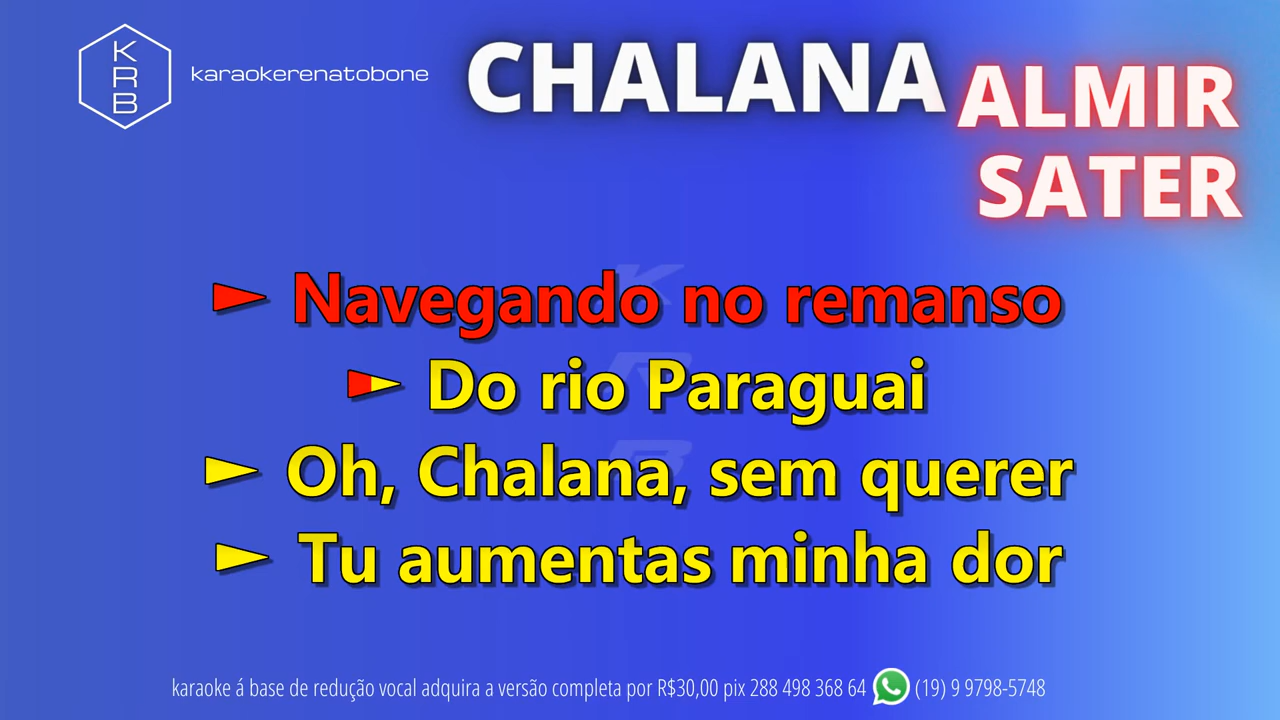 KRB
karaokerenatobone
CHALANA
ALMIR
SATER
Navegando no remanso
Do rio Paraguai
Oh, Chalana, sem querer
Tu aumentas minha dor
KRB
karaoke á base de redução vocal adquira a versão completa por R$30,00 pix 288 498 368 64 (19) 9 9798-5748